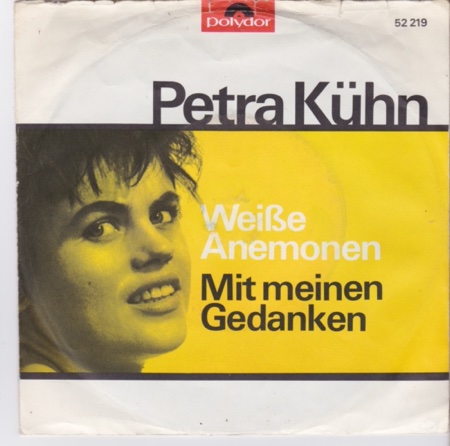 polydor
52 219
Petra Kühn
Weiße
Anemonen
Mit meinen
Gedanken